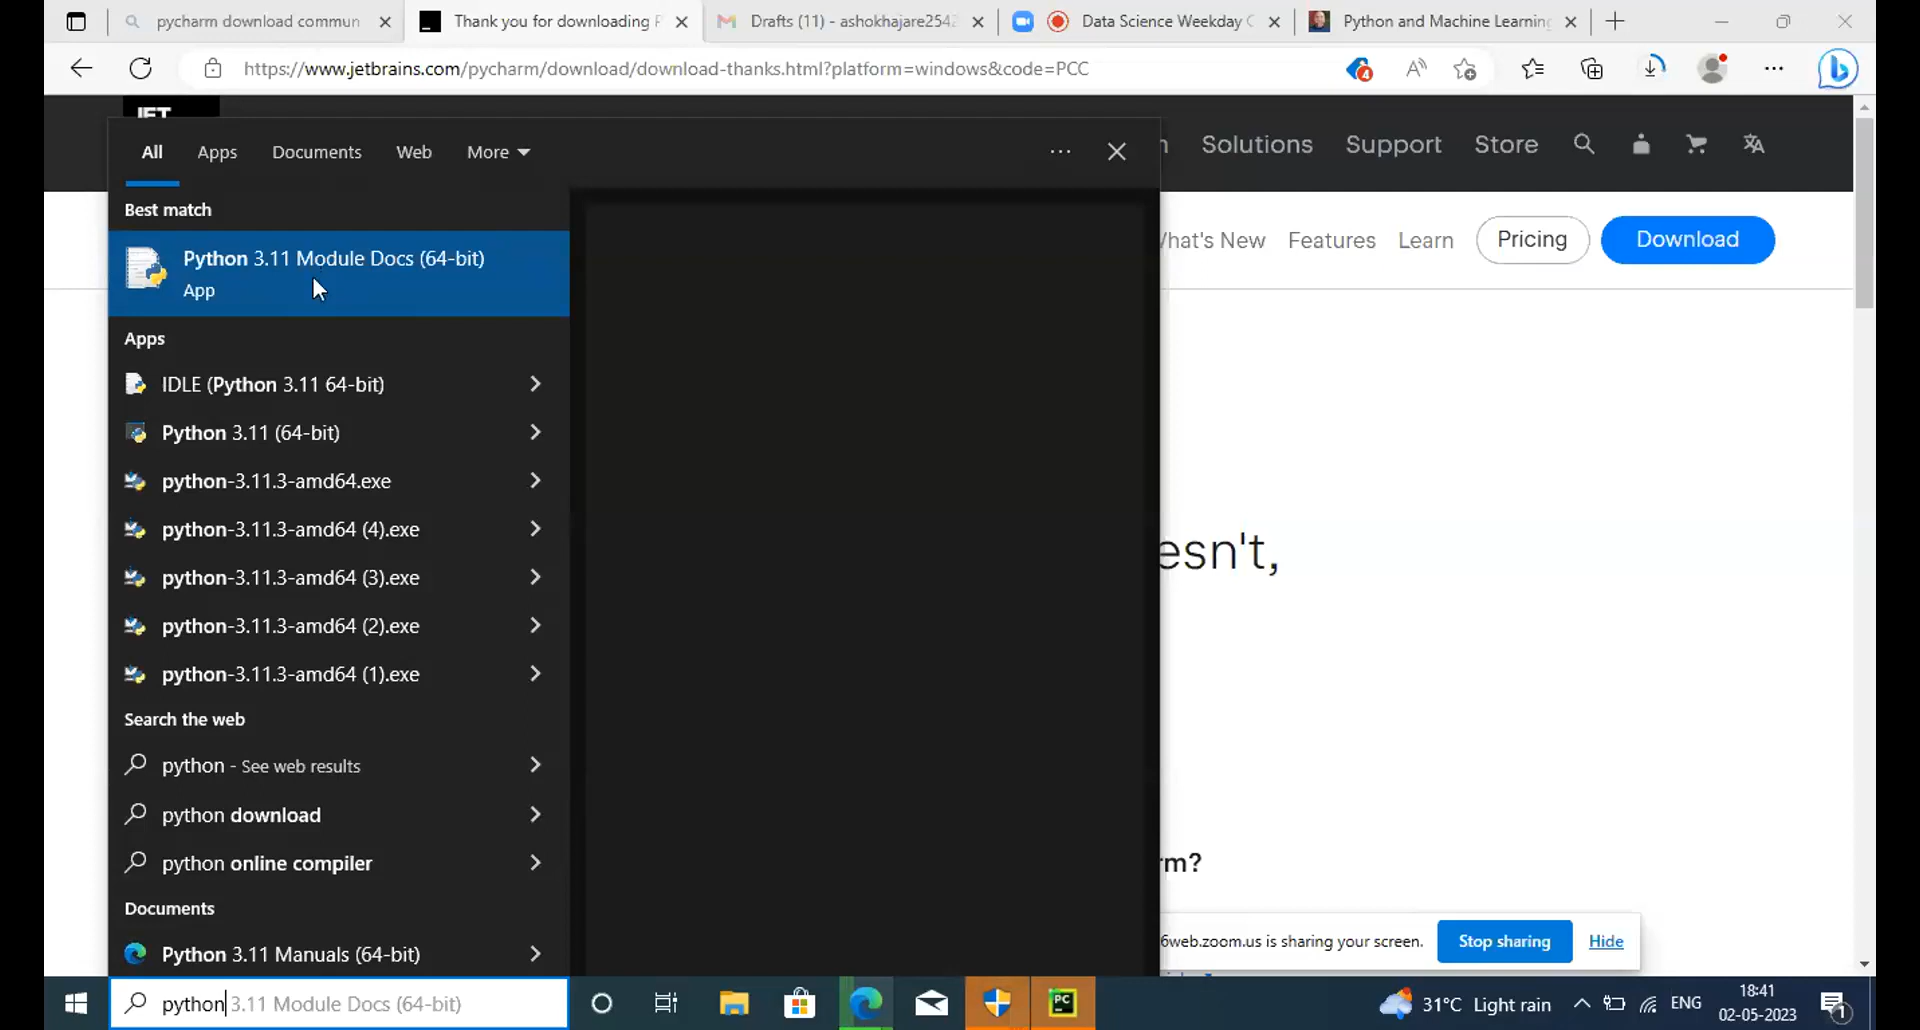 pycharm download commun
Thank you for downloading P
Drafts (11) - ashokhajare254
Data Science Weekday C
Python and Machine Learning
https://www.jetbrains.com/pycharm/download/download-thanks.html?platform=windows&code=PCC
4
JET
Solutions
Support
Store
All
Apps
Documents
Web
More
Best match
Python 3.11 Module Docs (64-bit)
App
What's New
Features
Learn
Pricing
Download
Apps
IDLE (Python 3.11 64-bit)
Python 3.11 (64-bit)
python-3.11.3-amd64.exe
python-3.11.3-amd64 (4).exe
python-3.11.3-amd64 (3).exe
python-3.11.3-amd64 (2).exe
python-3.11.3-amd64 (1).exe
esn't,
Search the web
python - See web results
python download
python online compiler
rm?
Documents
Python 3.11 Manuals (64-bit)
6web.zoom.us is sharing your screen.
Stop sharing
Hide
python 3.11 Module Docs (64-bit)
PC
31°C Light rain
ENG
18:41
02-05-2023
1